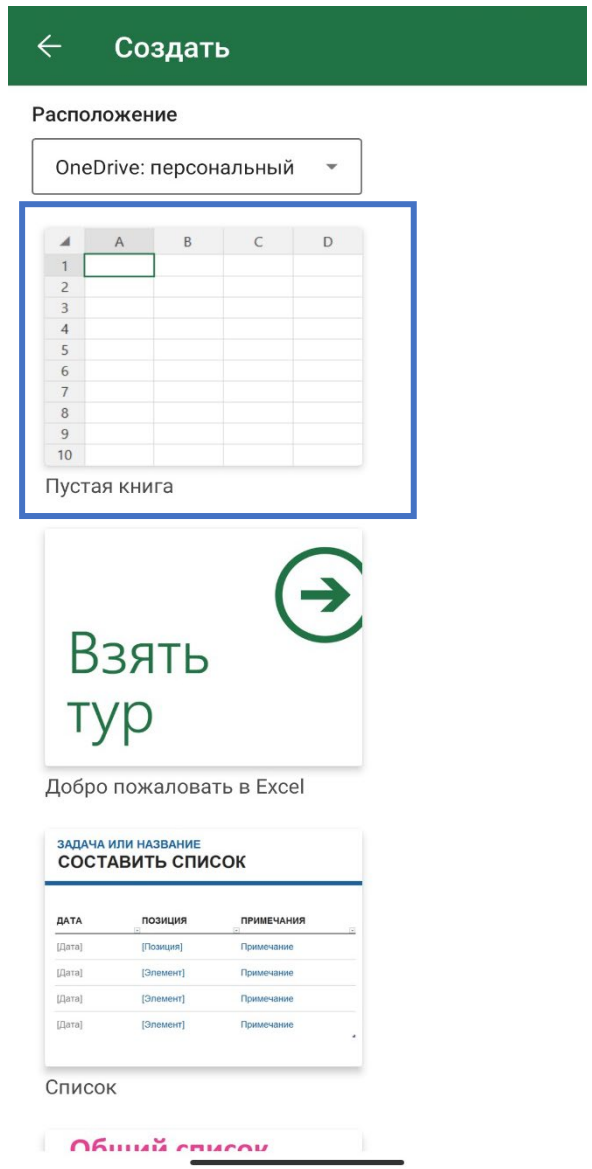 Создать
Расположение
OneDrive: персональный
A B C D
1
2
3
4
5
6
7
8
9
10
Пустая книга
Взять
тур
Добро пожаловать в Excel
ЗАДАЧА ИЛИ НАЗВАНИЕ
СОСТАВИТЬ СПИСОК
ДАТА ПОЗИЦИЯ ПРИМЕЧАНИЯ
[Дата] [Позиция] Примечание
[Дата] [Элемент] Примечание
[Дата] [Элемент] Примечание
[Дата] [Элемент] Примечание
Список
Общий список